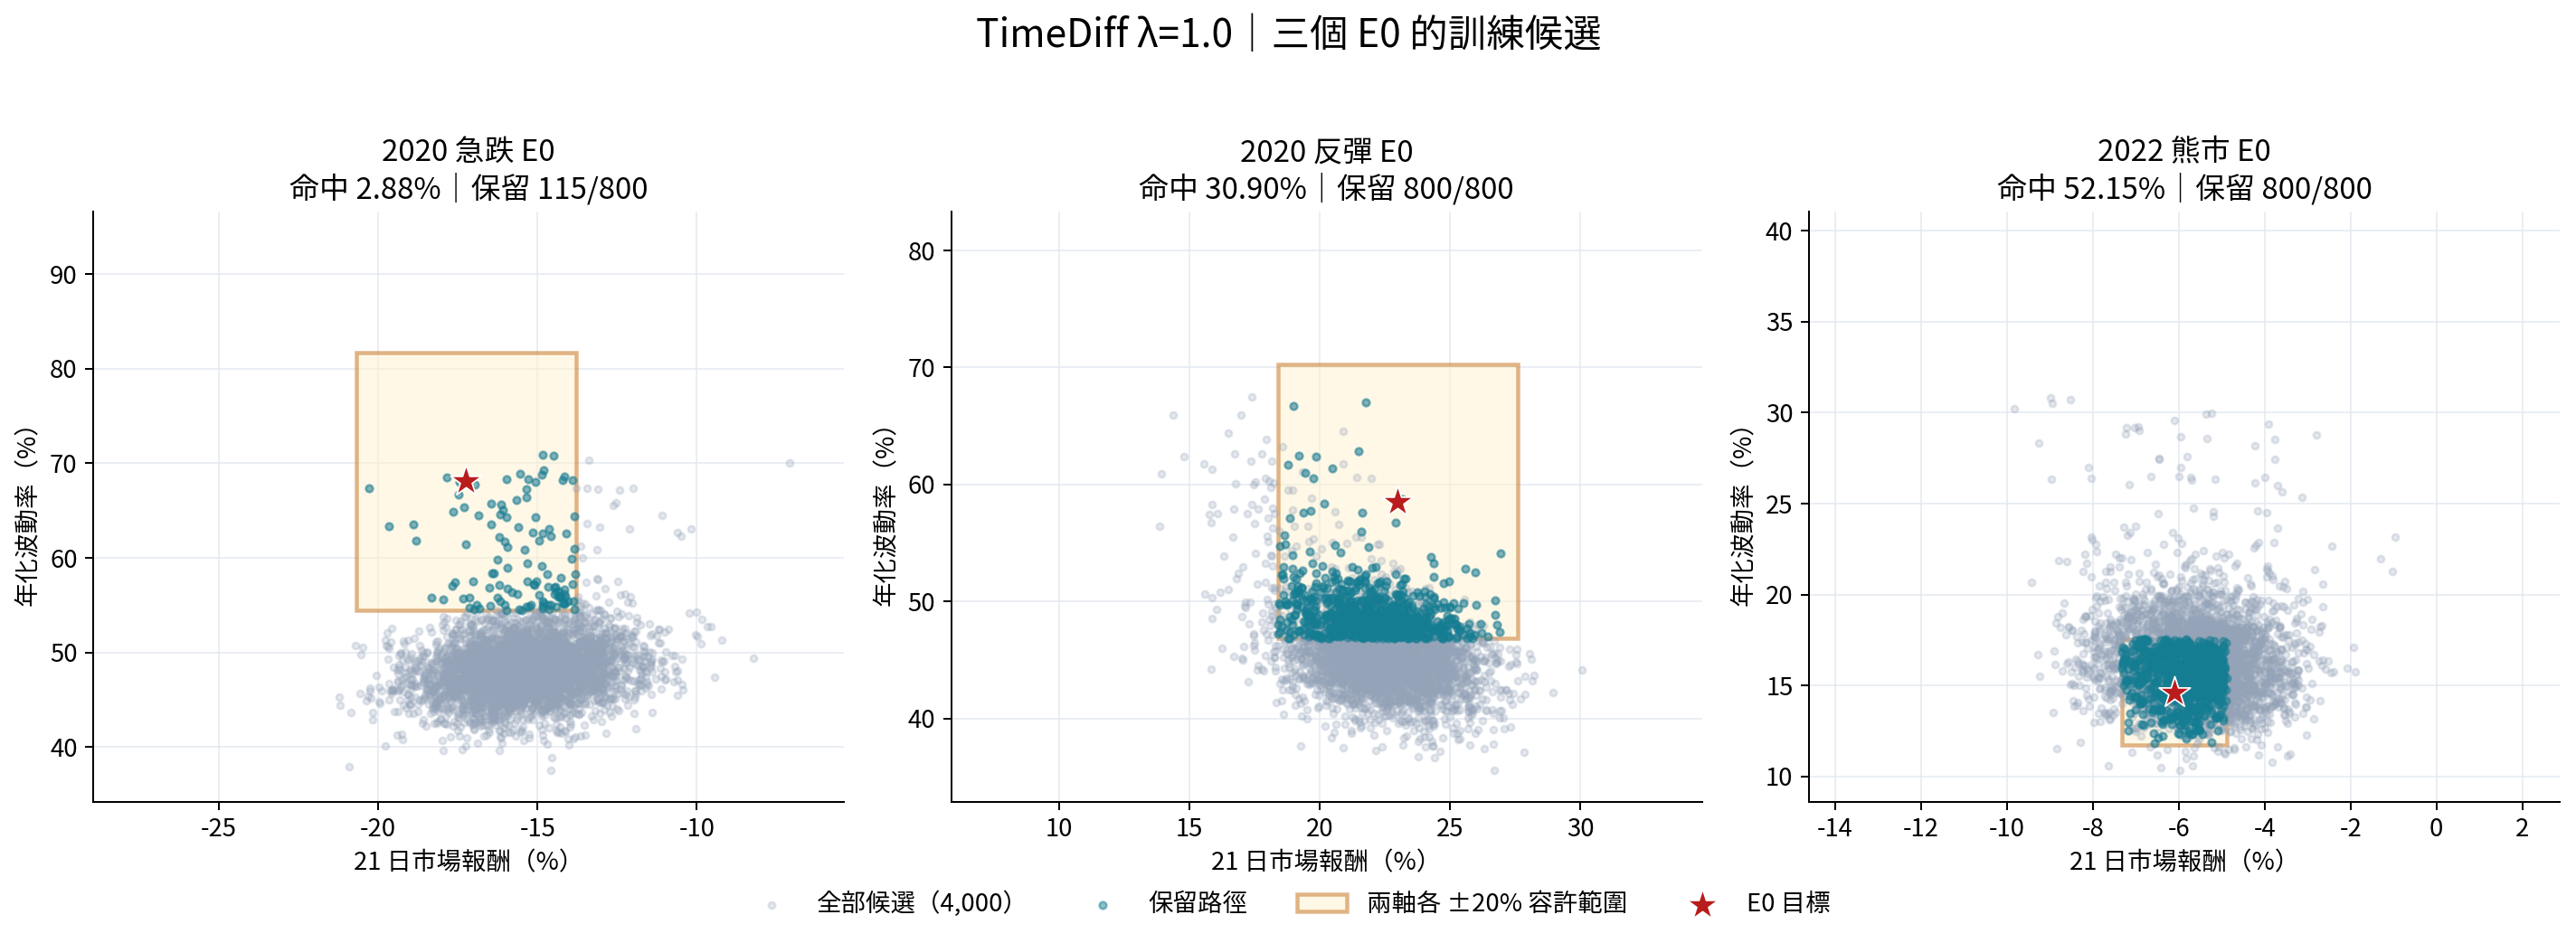 TimeDiff λ=1.0｜三個 E0 的訓練候選
2020 急跌 E0
命中 2.88%｜保留 115/800
90
80
70
60
50
40
年化波動率（%）
-25 -20 -15 -10
21 日市場報酬（%）
2020 反彈 E0
命中 30.90%｜保留 800/800
80
70
60
50
40
年化波動率（%）
10 15 20 25 30
21 日市場報酬（%）
2022 熊市 E0
命中 52.15%｜保留 800/800
40
35
30
25
20
15
10
年化波動率（%）
-14 -12 -10 -8 -6 -4 -2 0 2
21 日市場報酬（%）
全部候選（4,000） 保留路徑 兩軸各 ±20% 容許範圍 E0 目標